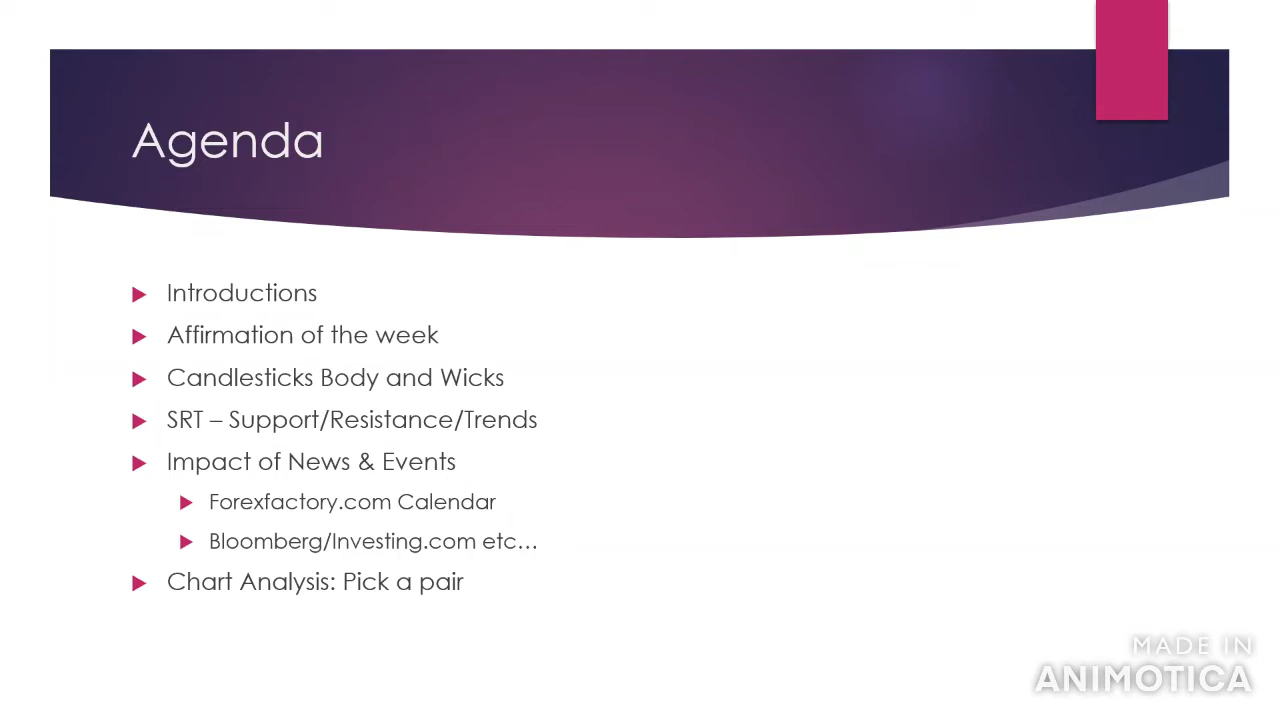 Agenda
Introductions
Affirmation of the week
Candlesticks Body and Wicks
SRT – Support/Resistance/Trends
Impact of News & Events
Forexfactory.com Calendar
Bloomberg/Investing.com etc…
Chart Analysis: Pick a pair
MADE IN
ANIMOTICA